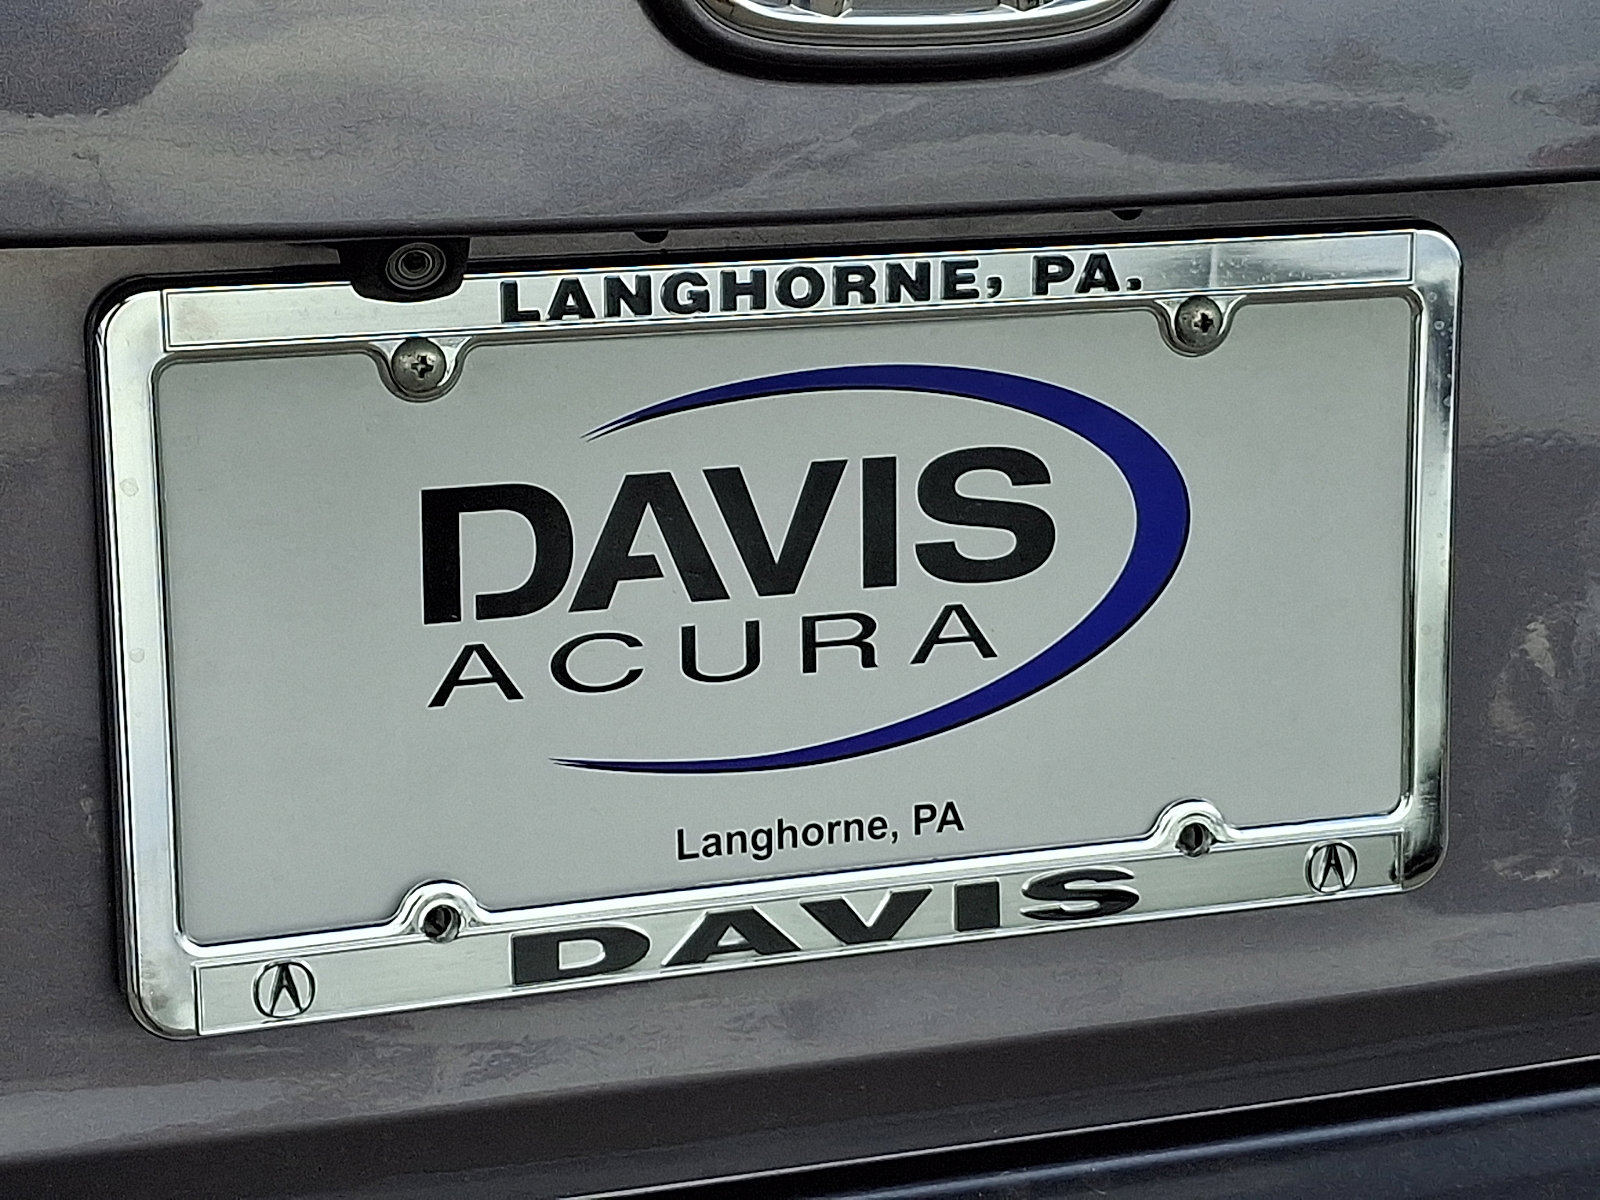 LANGHORNE, PA.
DAVIS
ACURA
Langhorne, PA
DAVIS